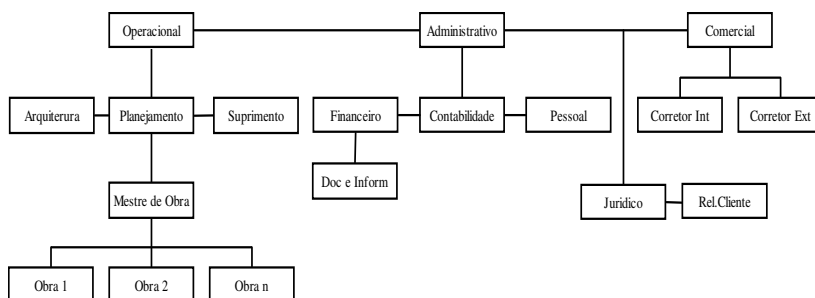 Operacional
Administrativo
Comercial
Arquiterura
Planejamento
Suprimento
Financeiro
Contabilidade
Pessoal
Corretor Int
Corretor Ext
Doc e Inform
Mestre de Obra
Juridico
Rel.Cliente
Obra 1
Obra 2
Obra n